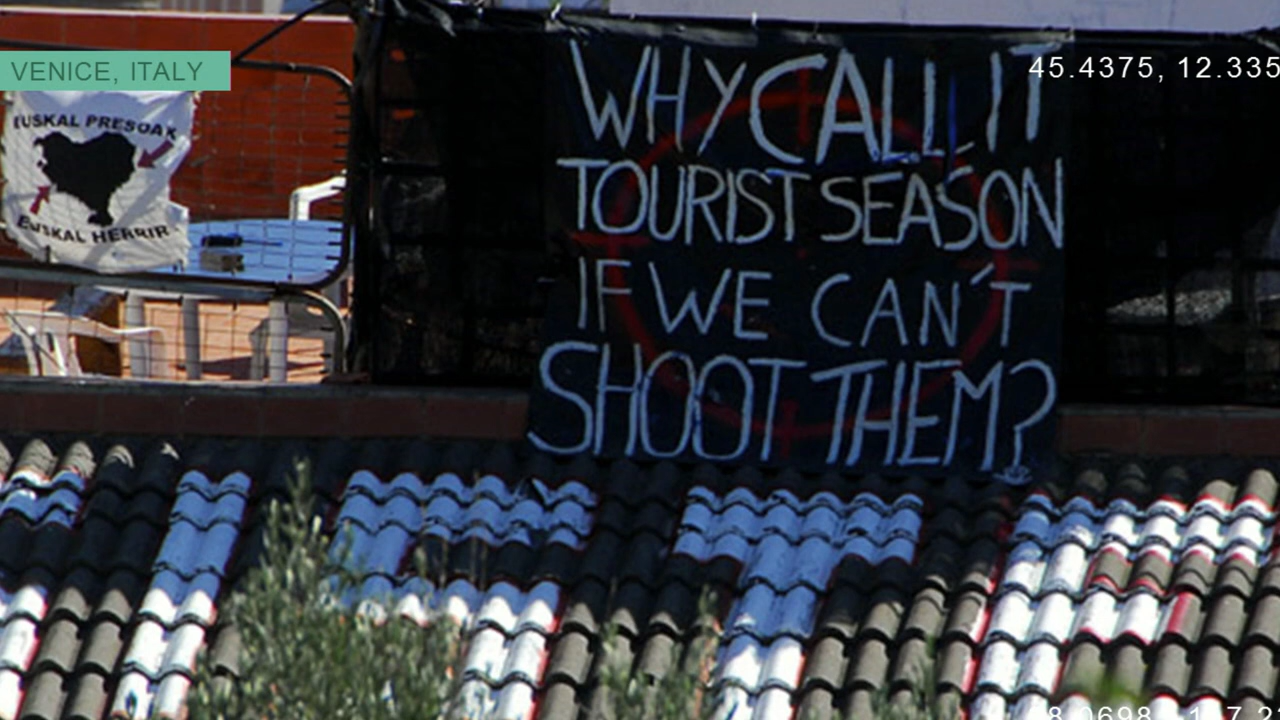 VENICE, ITALY
45.4375, 12.335
EUSKAL PRESOAK
EUSKAL HERRIR
WHY CALL IT
TOURIST SEASON
IF WE CAN´T
SHOOT THEM?